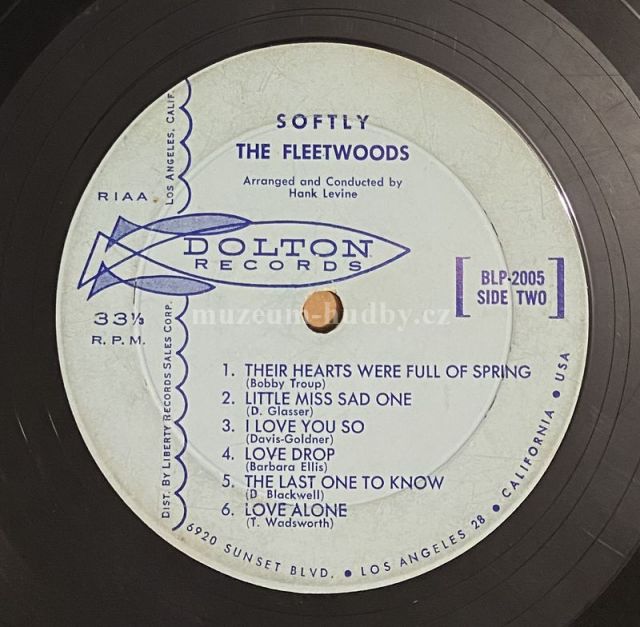 SOFTLY
THE FLEETWOODS
Arranged and Conducted by
Hank Levine
RIAA
LOS ANGELES, CALIF.
DOLTON
RECORDS
BLP-2005
SIDE TWO
33⅓
R.P.M.
muzeum-hudby.cz
DIST. BY LIBERTY RECORDS SALES CORP.
1. THEIR HEARTS WERE FULL OF SPRING
(Bobby Troup)
2. LITTLE MISS SAD ONE
(D. Glasser)
3. I LOVE YOU SO
(Davis-Goldner)
4. LOVE DROP
(Barbara Ellis)
5. THE LAST ONE TO KNOW
(D Blackwell)
6. LOVE ALONE
(T. Wadsworth)
6920 SUNSET BLVD. • LOS ANGELES 28 • CALIFORNIA • USA